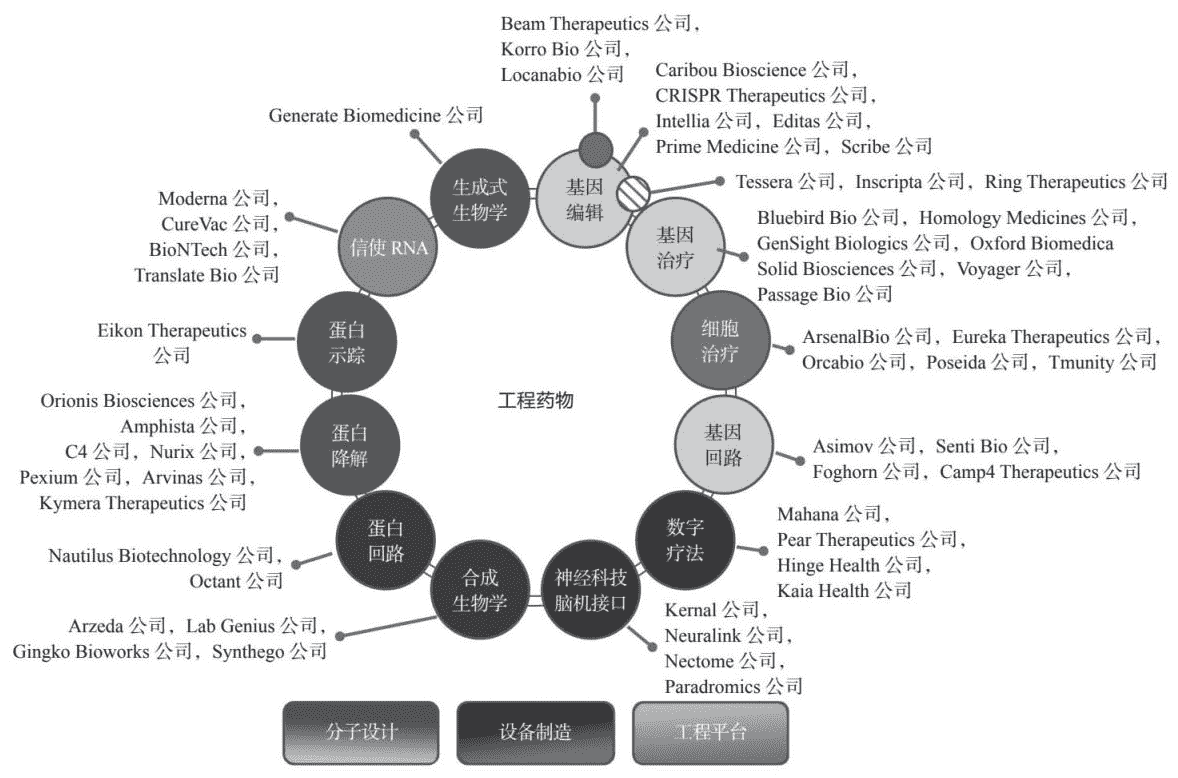 Beam Therapeutics 公司，
Korro Bio 公司，
Locanabio 公司
Caribou Bioscience 公司，
CRISPR Therapeutics 公司，
Intellia 公司，Editas 公司，
Prime Medicine 公司，Scribe 公司
Generate Biomedicine 公司
生成式
生物学
基因
编辑
Tessera 公司，Inscripta 公司，Ring Therapeutics 公司
Moderna 公司，
CureVac 公司，
BioNTech 公司，
Translate Bio 公司
信使 RNA
基因
治疗
Bluebird Bio 公司，Homology Medicines 公司，
GenSight Biologics 公司，Oxford Biomedica
Solid Biosciences 公司，Voyager 公司，
Passage Bio 公司
Eikon Therapeutics
公司
蛋白
示踪
细胞
治疗
ArsenalBio 公司，Eureka Therapeutics 公司，
Orcabio 公司，Poseida 公司，Tmunity 公司
工程药物
Orionis Biosciences 公司，
Amphista 公司，
C4 公司，Nurix 公司，
Pexium 公司，Arvinas 公司，
Kymera Therapeutics 公司
蛋白
降解
基因
回路
Asimov 公司，Senti Bio 公司，
Foghorn 公司，Camp4 Therapeutics 公司
Nautilus Biotechnology 公司，
Octant 公司
蛋白
回路
数字
疗法
Mahana 公司，
Pear Therapeutics 公司，
Hinge Health 公司，
Kaia Health 公司
合成
生物学
神经科技
脑机接口
Arzeda 公司，Lab Genius 公司，
Gingko Bioworks 公司，Synthego 公司
Kernal 公司，
Neuralink 公司，
Nectome 公司，
Paradromics 公司
分子设计
设备制造
工程平台